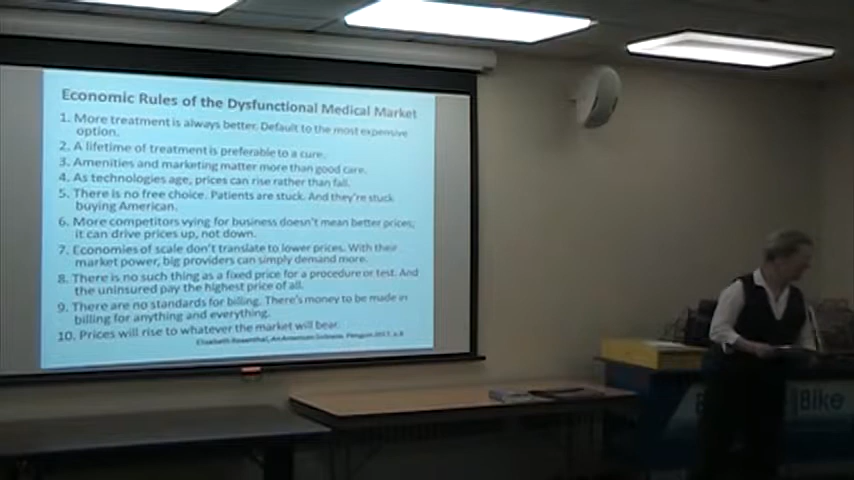 Economic Rules of the Dysfunctional Medical Market
1. More treatment is always better. Default to the most expensive
option.
2. A lifetime of treatment is preferable to a cure.
3. Amenities and marketing matter more than good care.
4. As technologies age, prices can rise rather than fall.
5. There is no free choice. Patients are stuck. And they're stuck
buying American.
6. More competitors vying for business doesn't mean better prices;
it can drive prices up, not down.
7. Economies of scale don't translate to lower prices. With their
market power, big providers can simply demand more.
8. There is no such thing as a fixed price for a procedure or test. And
the uninsured pay the highest price of all.
9. There are no standards for billing. There's money to be made in
billing for anything and everything.
10. Prices will rise to whatever the market will bear.
Elisabeth Rosenthal, An American Sickness, Penguin 2017, p.8
Bike